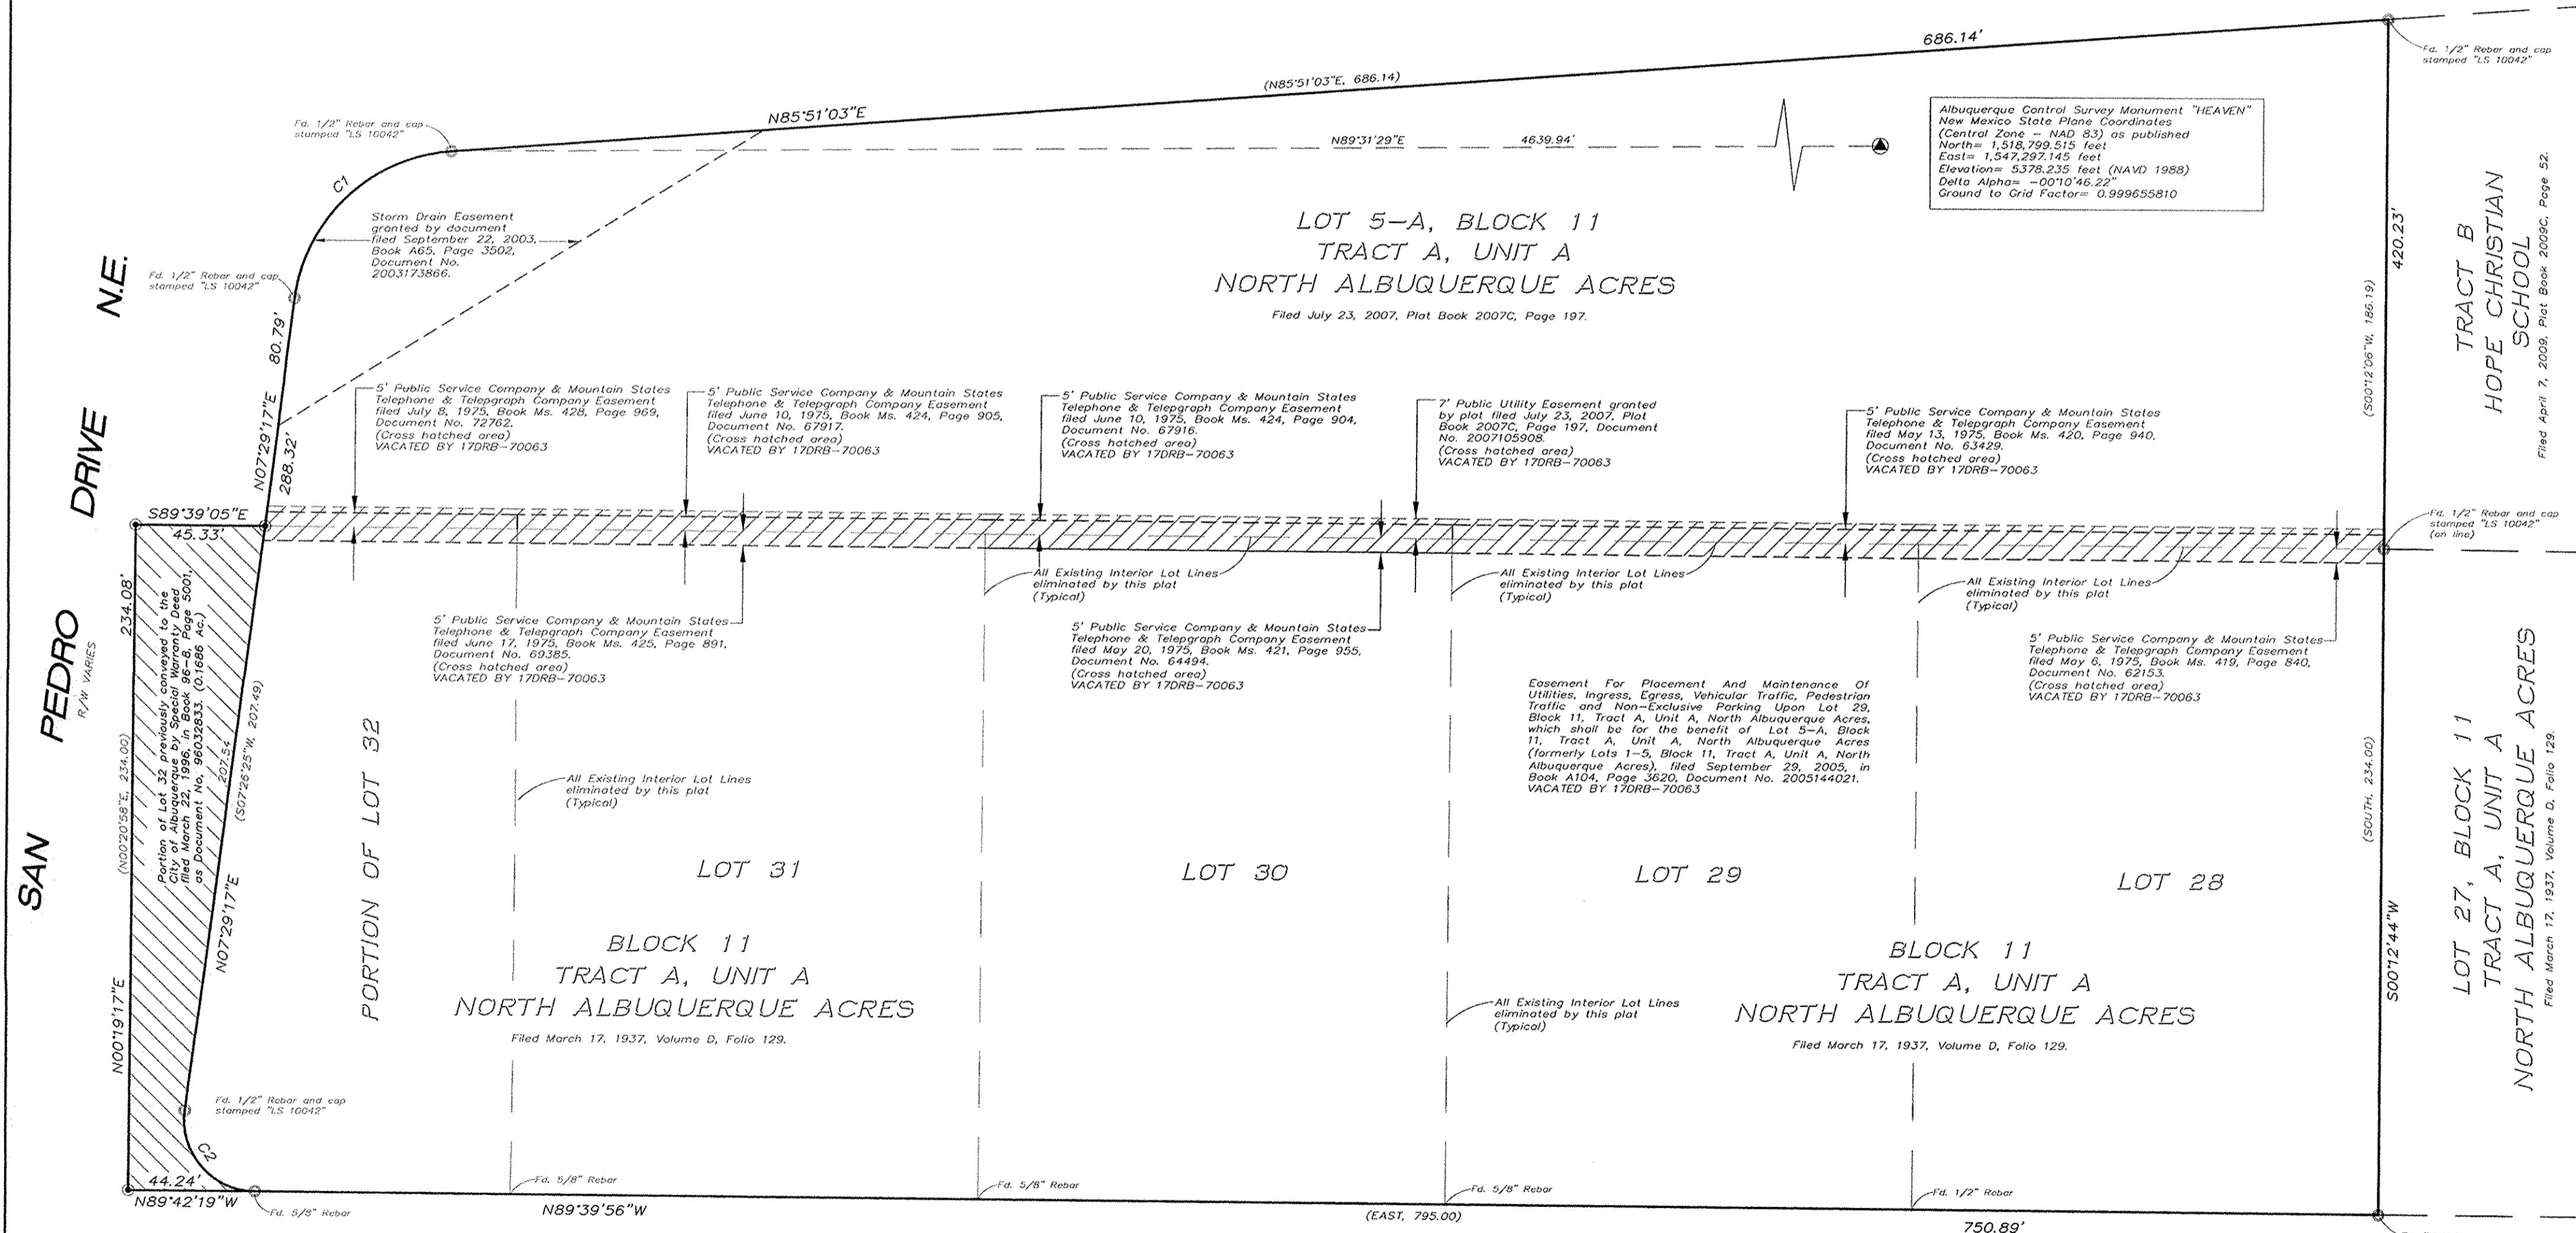 686.14'
(N85°51'03"E, 686.14)
N85°51'03"E
Fd. 1/2" Rebar and cap
stamped "LS 10042"
Fd. 1/2" Rebar and cap
stamped "LS 10042"
N89°31'29"E
4639.94'
Albuquerque Control Survey Monument "HEAVEN"
New Mexico State Plane Coordinates
(Central Zone - NAD 83) as published
North= 1,518,799.515 feet
East= 1,547,297.145 feet
Elevation= 5378.235 feet (NAVD 1988)
Delta Alpha= -00°10'46.22"
Ground to Grid Factor= 0.999655810
C1
Storm Drain Easement
granted by document
filed September 22, 2003,
Book A65, Page 3502,
Document No.
2003173866.
Fd. 1/2" Rebar and cap
stamped "LS 10042"
LOT 5-A, BLOCK 11
TRACT A, UNIT A
NORTH ALBUQUERQUE ACRES
Filed July 23, 2007, Plat Book 2007C, Page 197.
420.23'
(S00°12'06"W, 186.19)
TRACT B
HOPE CHRISTIAN
SCHOOL
Filed April 7, 2009, Plat Book 2009C, Page 52.
SAN PEDRO DRIVE N.E.
R/W VARIES
80.79'
N07°29'17"E
288.32'
5' Public Service Company & Mountain States
Telephone & Telepgraph Company Easement
filed July 8, 1975, Book Ms. 428, Page 969,
Document No. 72762.
(Cross hatched area)
VACATED BY 17DRB-70063
5' Public Service Company & Mountain States
Telephone & Telepgraph Company Easement
filed June 10, 1975, Book Ms. 424, Page 905,
Document No. 67917.
(Cross hatched area)
VACATED BY 17DRB-70063
5' Public Service Company & Mountain States
Telephone & Telepgraph Company Easement
filed June 10, 1975, Book Ms. 424, Page 904,
Document No. 67916.
(Cross hatched area)
VACATED BY 17DRB-70063
7' Public Utility Easement granted
by plat filed July 23, 2007, Plat
Book 2007C, Page 197, Document
No. 2007105908.
(Cross hatched area)
VACATED BY 17DRB-70063
5' Public Service Company & Mountain States
Telephone & Telepgraph Company Easement
filed May 13, 1975, Book Ms. 420, Page 940,
Document No. 63429.
(Cross hatched area)
VACATED BY 17DRB-70063
S89°39'05"E
45.33'
Fd. 1/2" Rebar and cap
stamped "LS 10042"
(on line)
All Existing Interior Lot Lines
eliminated by this plat
(Typical)
All Existing Interior Lot Lines
eliminated by this plat
(Typical)
All Existing Interior Lot Lines
eliminated by this plat
(Typical)
5' Public Service Company & Mountain States
Telephone & Telepgraph Company Easement
filed June 17, 1975, Book Ms. 425, Page 891,
Document No. 69385.
(Cross hatched area)
VACATED BY 17DRB-70063
5' Public Service Company & Mountain States
Telephone & Telepgraph Company Easement
filed May 20, 1975, Book Ms. 421, Page 955,
Document No. 64494.
(Cross hatched area)
VACATED BY 17DRB-70063
5' Public Service Company & Mountain States
Telephone & Telepgraph Company Easement
filed May 6, 1975, Book Ms. 419, Page 840,
Document No. 62153.
(Cross hatched area)
VACATED BY 17DRB-70063
Easement For Placement And Maintenance Of
Utilities, Ingress, Egress, Vehicular Traffic, Pedestrian
Traffic and Non-Exclusive Parking Upon Lot 29,
Block 11, Tract A, Unit A, North Albuquerque Acres,
which shall be for the benefit of Lot 5-A, Block
11, Tract A, Unit A, North Albuquerque Acres
(formerly Lots 1-5, Block 11, Tract A, Unit A, North
Albuquerque Acres), filed September 29, 2005, in
Book A104, Page 3620, Document No. 2005144021.
VACATED BY 17DRB-70063
234.08'
(N00°20'58"E, 234.00)
N00°19'17"E
Portion of Lot 32 previously conveyed to the
City of Albuquerque by Special Warranty Deed
filed March 22, 1996, in Book 96-8, Page 5001,
as Document No. 96032833. (0.1686 Ac.)
207.54
(S07°26'25"W, 207.49)
N07°29'17"E
PORTION OF LOT 32
All Existing Interior Lot Lines
eliminated by this plat
(Typical)
LOT 31
LOT 30
LOT 29
LOT 28
BLOCK 11
TRACT A, UNIT A
NORTH ALBUQUERQUE ACRES
Filed March 17, 1937, Volume D, Folio 129.
All Existing Interior Lot Lines
eliminated by this plat
(Typical)
BLOCK 11
TRACT A, UNIT A
NORTH ALBUQUERQUE ACRES
Filed March 17, 1937, Volume D, Folio 129.
(SOUTH, 234.00)
S00°12'44"W
LOT 27, BLOCK 11
TRACT A, UNIT A
NORTH ALBUQUERQUE ACRES
Filed March 17, 1937, Volume D, Folio 129.
Fd. 1/2" Rebar and cap
stamped "LS 10042"
C2
44.24'
N89°42'19"W
Fd. 5/8" Rebar
Fd. 5/8" Rebar
Fd. 5/8" Rebar
Fd. 5/8" Rebar
Fd. 1/2" Rebar
N89°39'56"W
(EAST, 795.00)
750.89'